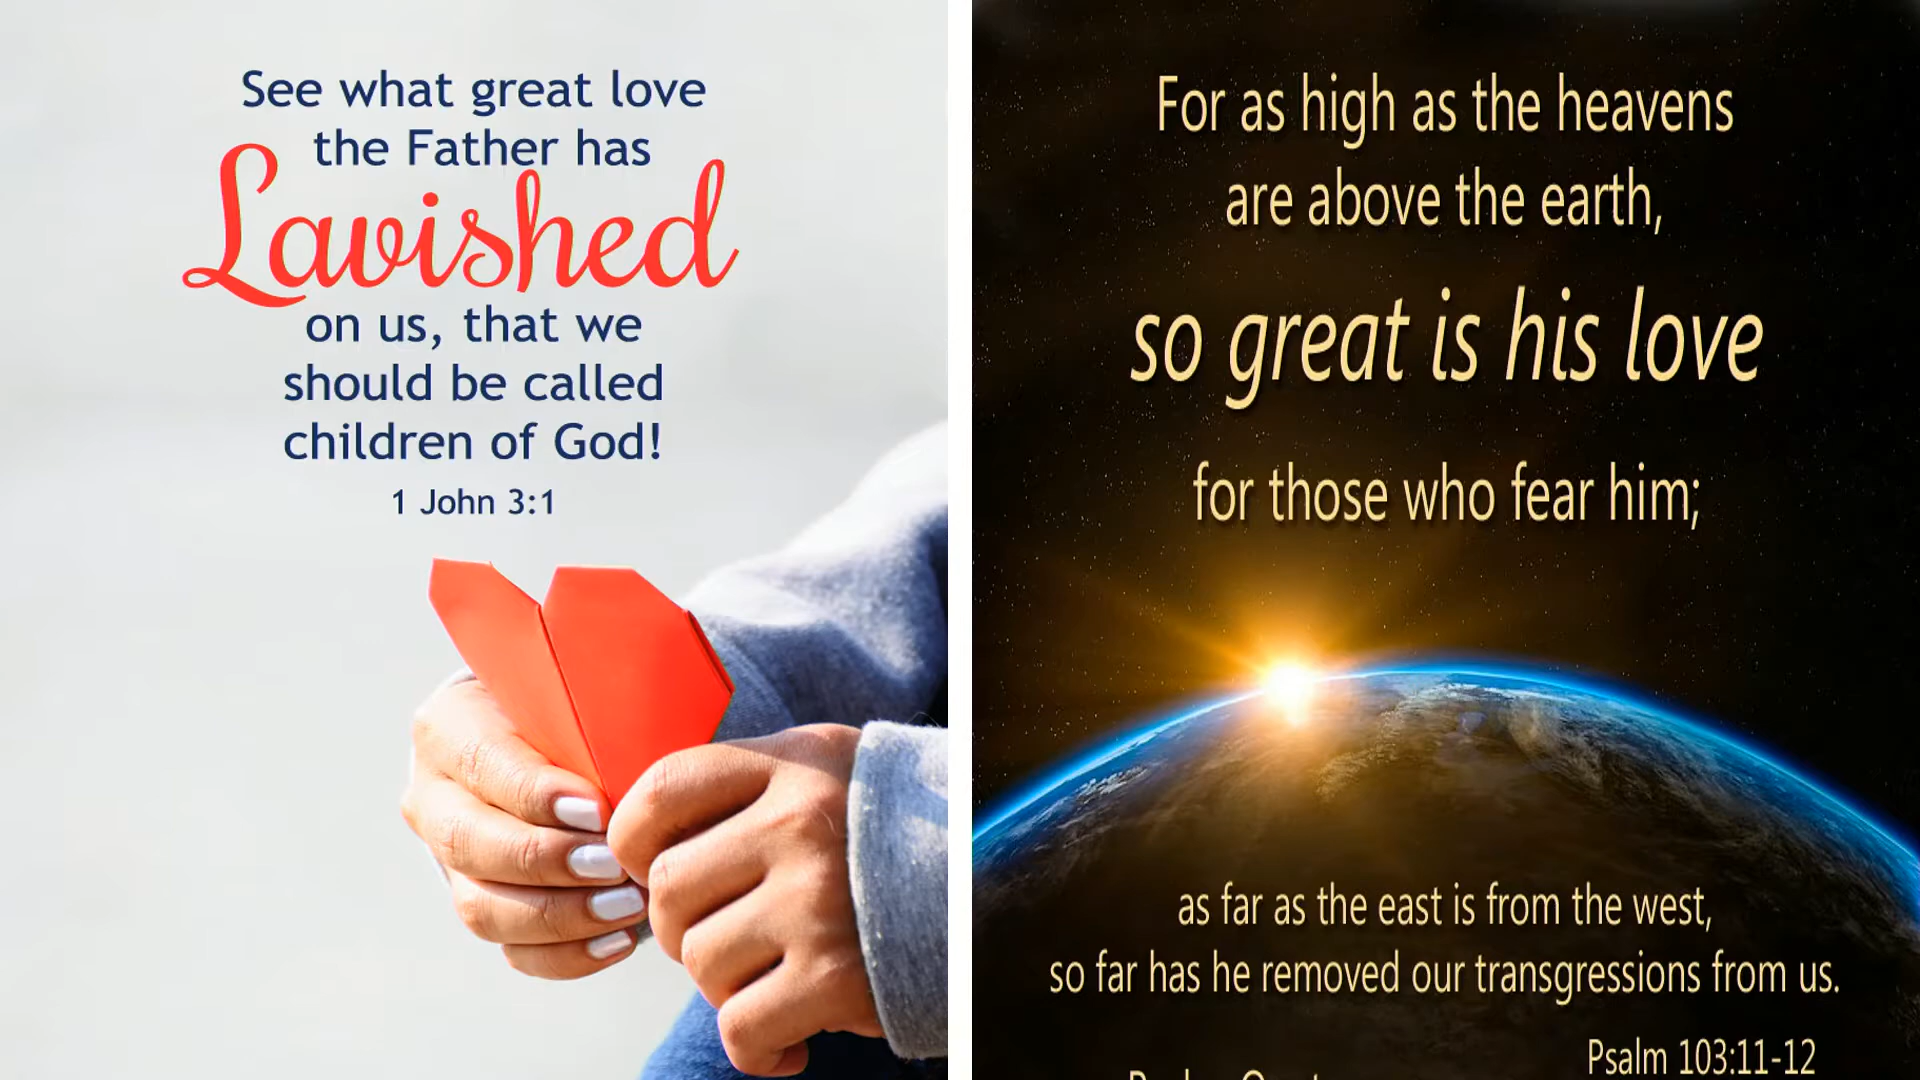 See what great love
the Father has
Lavished
on us, that we
should be called
children of God!
1 John 3:1
For as high as the heavens
are above the earth,
so great is his love
for those who fear him;
as far as the east is from the west,
so far has he removed our transgressions from us.
Psalm 103:11-12